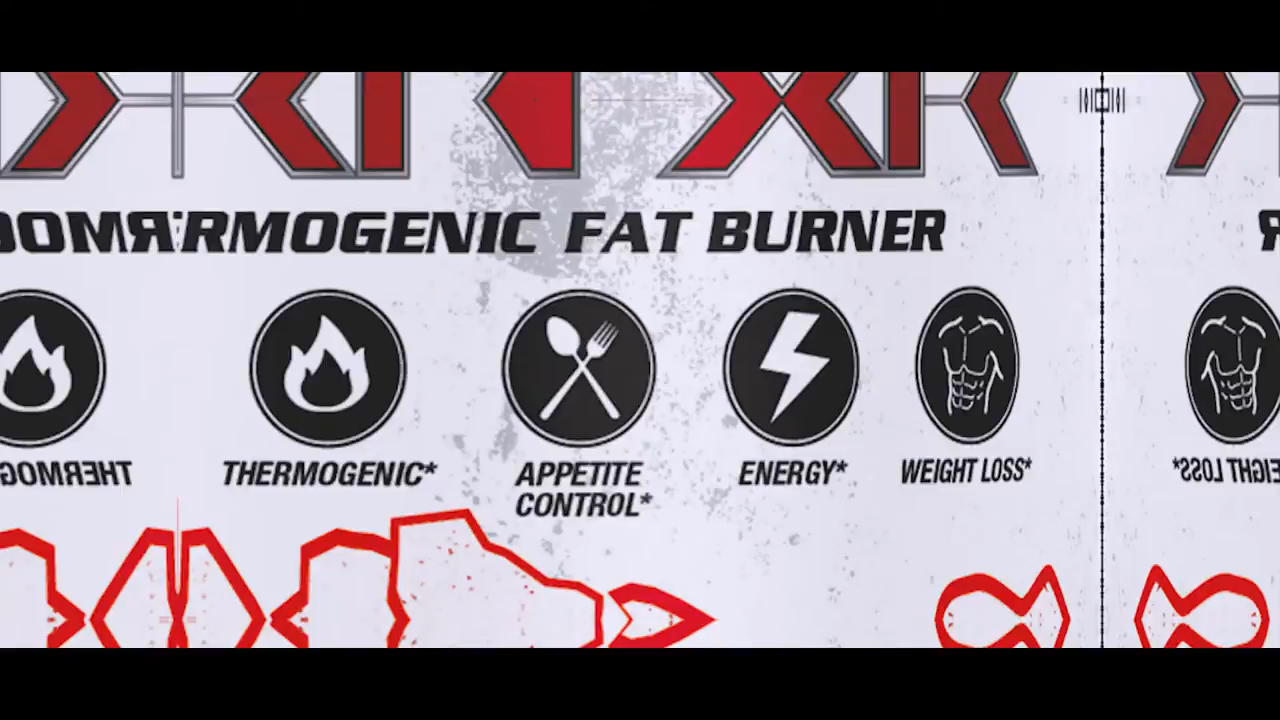 RMOGENIC FAT BURNER
THERMOGENIC*
APPETITE
CONTROL*
ENERGY*
WEIGHT LOSS*